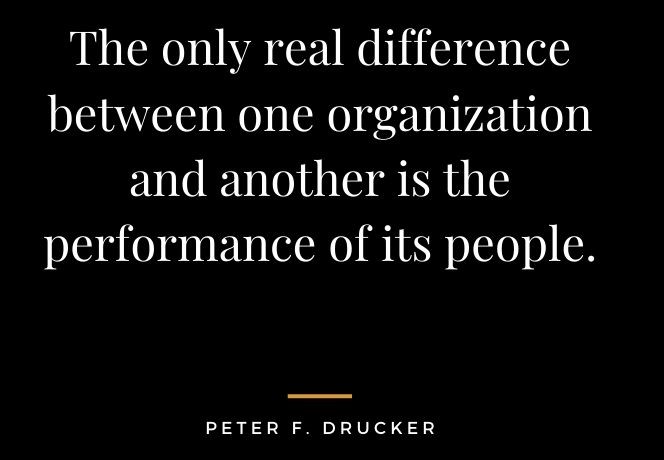 The only real difference
between one organization
and another is the
performance of its people.
PETER F. DRUCKER